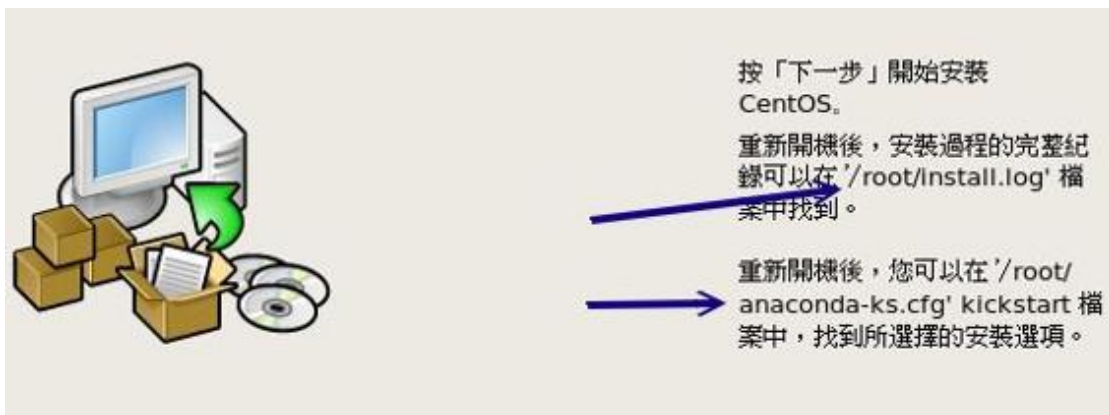 按「下一步」開始安裝
CentOS。
重新開機後，安裝過程的完整紀
錄可以在 '/root/install.log' 檔
案中找到。
重新開機後，您可以在 '/root/
anaconda-ks.cfg' kickstart 檔
案中，找到所選擇的安裝選項。